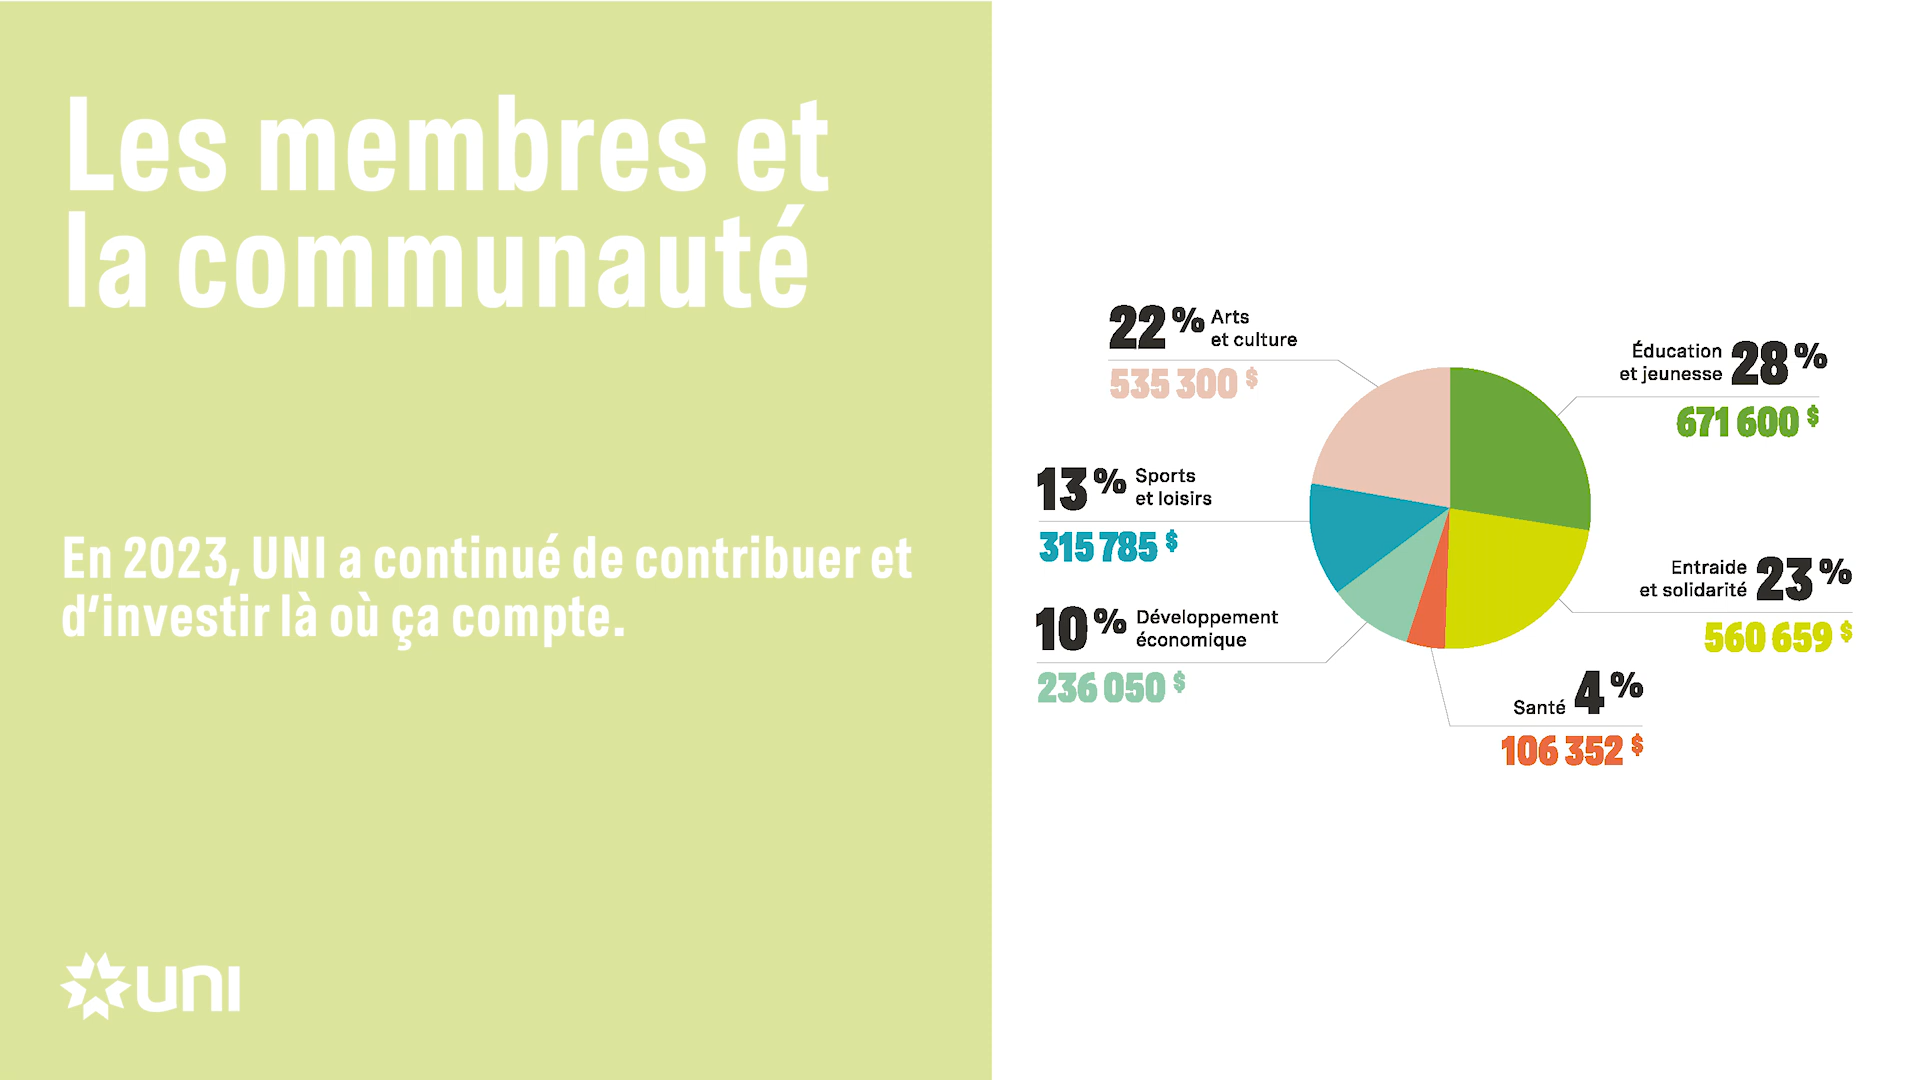 Les membres et
la communauté
En 2023, UNI a continué de contribuer et
d’investir là où ça compte.
uni
22 % Arts
et culture
535 300 $
13 % Sports
et loisirs
315 785 $
10 % Développement
économique
236 050 $
Éducation
et jeunesse 28 %
671 600 $
Entraide
et solidarité 23 %
560 659 $
Santé 4 %
106 352 $